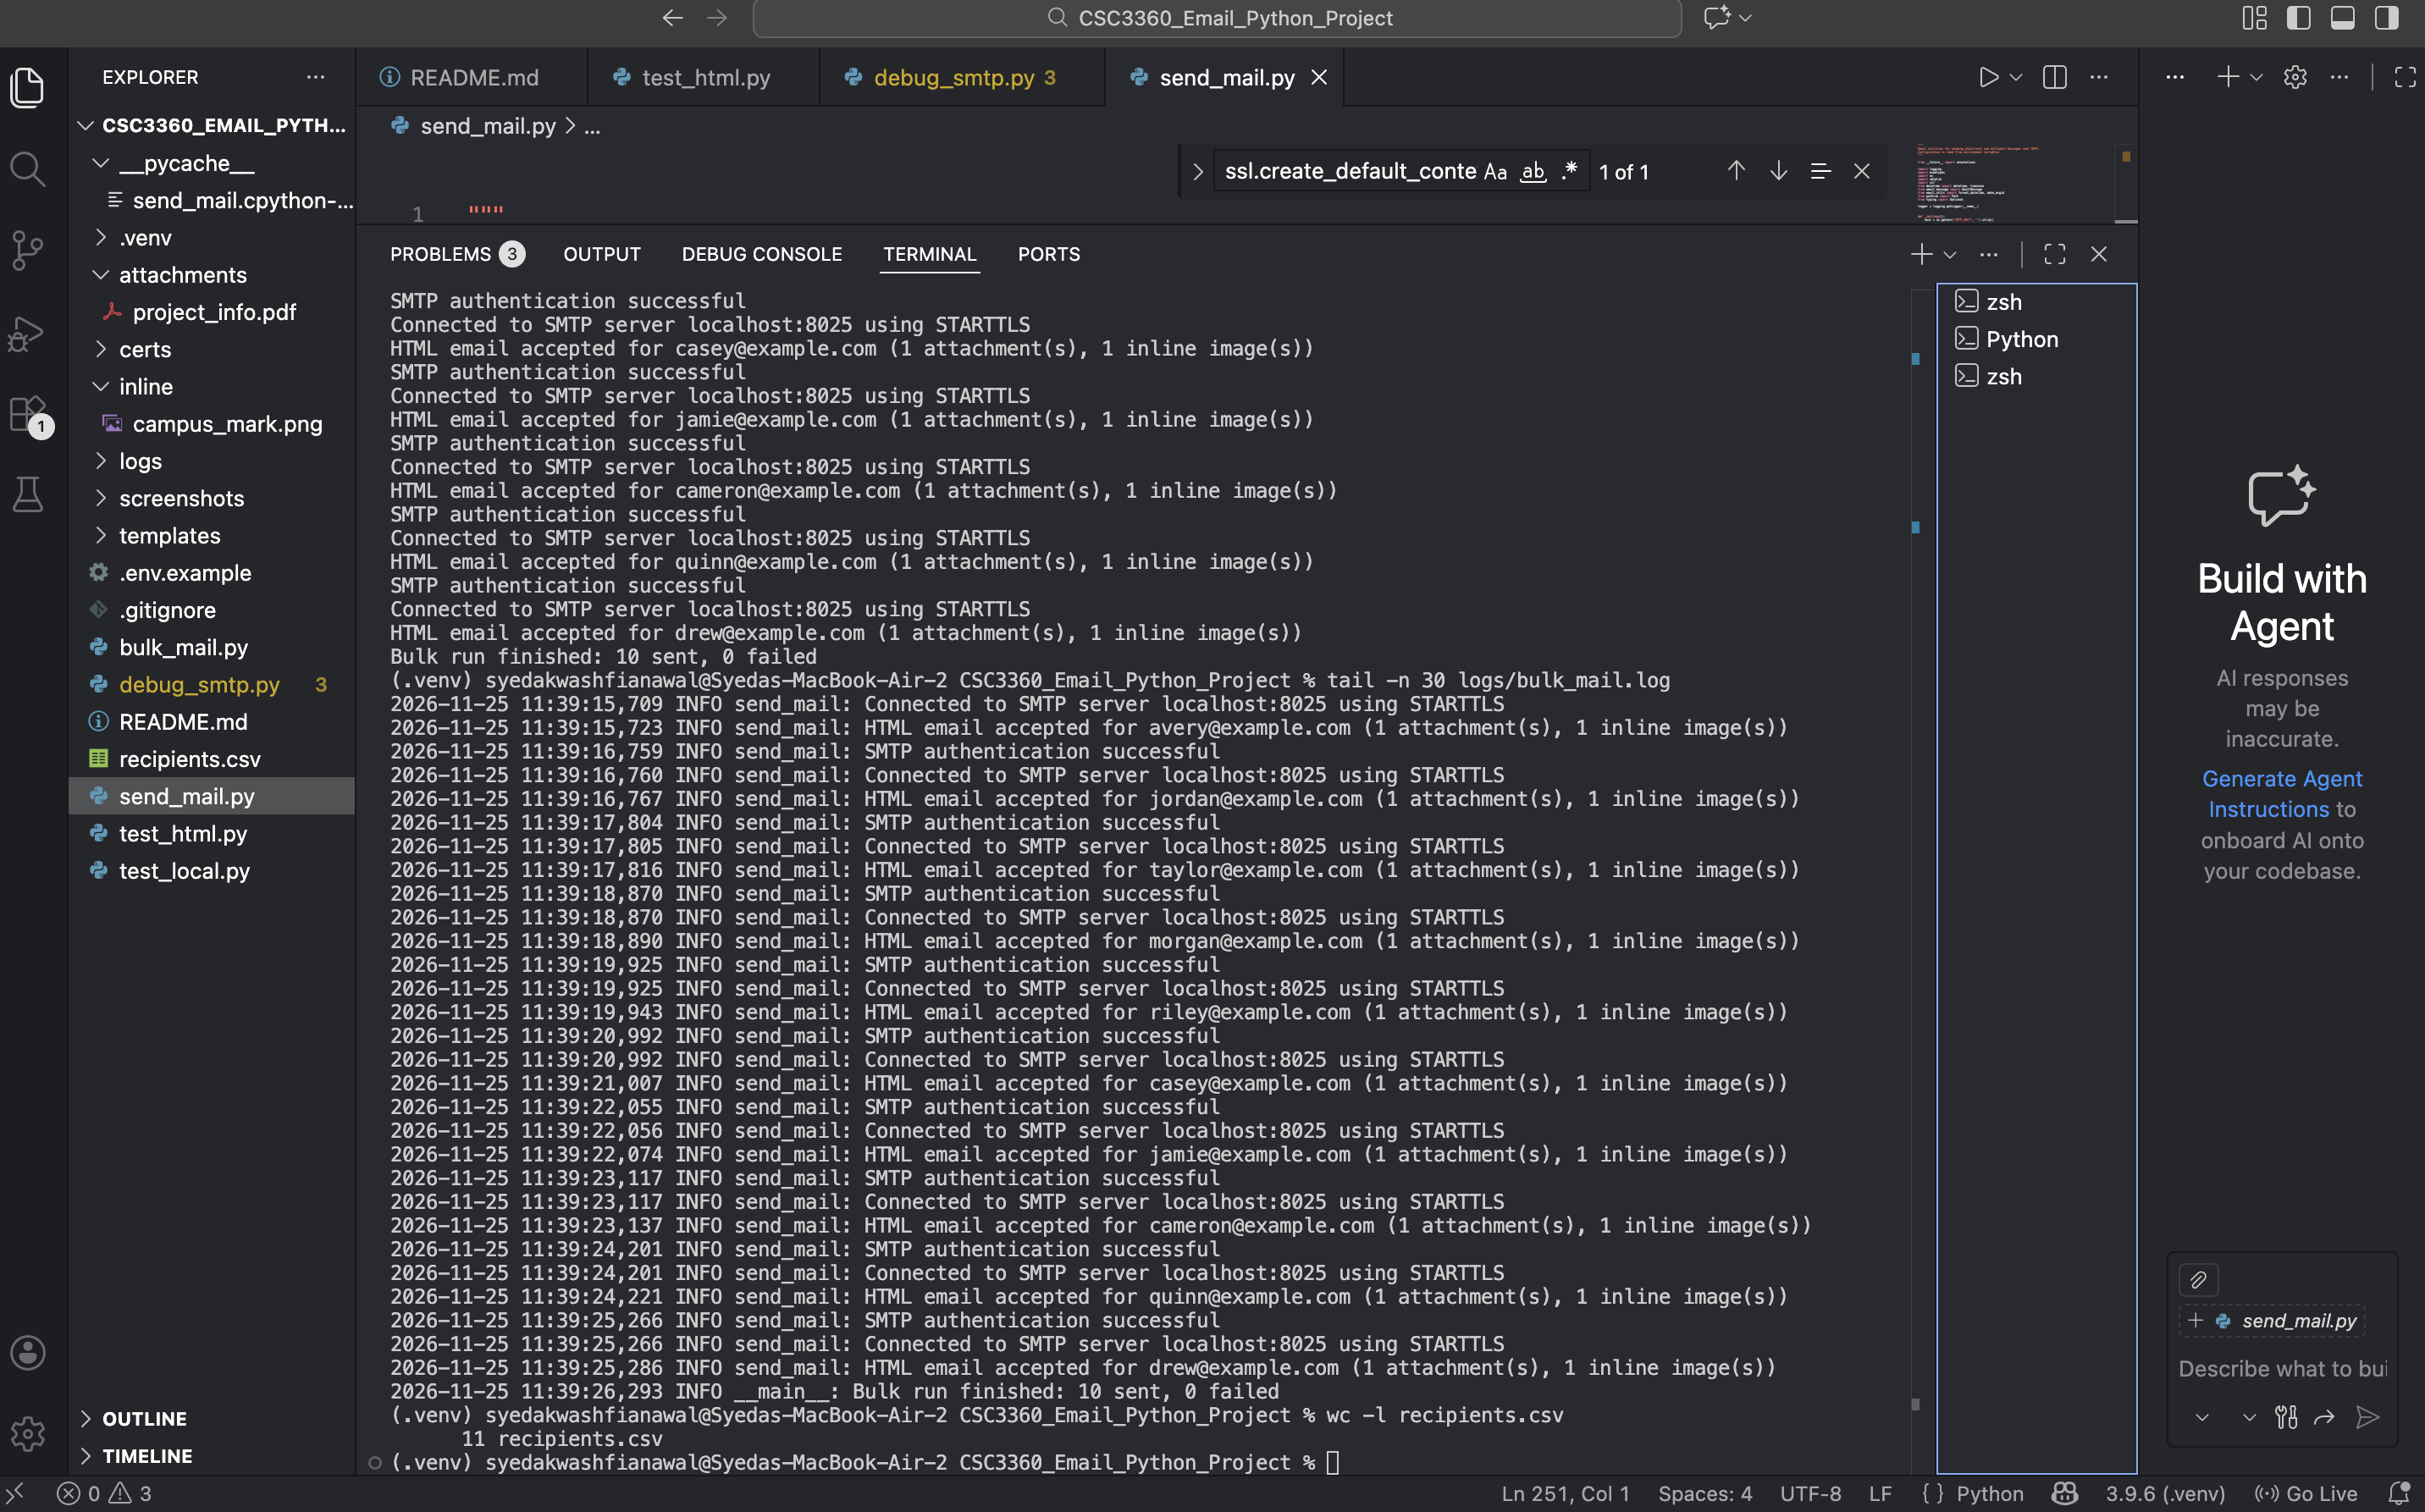 CSC3360_Email_Python_Project
EXPLORER
CSC3360_EMAIL_PYTH...
__pycache__
send_mail.cpython-...
.venv
attachments
project_info.pdf
certs
inline
campus_mark.png
logs
screenshots
templates
.env.example
.gitignore
bulk_mail.py
debug_smtp.py 3
README.md
recipients.csv
send_mail.py
test_html.py
test_local.py
OUTLINE
TIMELINE
1
README.md
test_html.py
debug_smtp.py 3
send_mail.py
send_mail.py > ...
ssl.create_default_conte Aa ab .* 1 of 1
1 """
PROBLEMS 3 OUTPUT DEBUG CONSOLE TERMINAL PORTS
SMTP authentication successful
Connected to SMTP server localhost:8025 using STARTTLS
HTML email accepted for casey@example.com (1 attachment(s), 1 inline image(s))
SMTP authentication successful
Connected to SMTP server localhost:8025 using STARTTLS
HTML email accepted for jamie@example.com (1 attachment(s), 1 inline image(s))
SMTP authentication successful
Connected to SMTP server localhost:8025 using STARTTLS
HTML email accepted for cameron@example.com (1 attachment(s), 1 inline image(s))
SMTP authentication successful
Connected to SMTP server localhost:8025 using STARTTLS
HTML email accepted for quinn@example.com (1 attachment(s), 1 inline image(s))
SMTP authentication successful
Connected to SMTP server localhost:8025 using STARTTLS
HTML email accepted for drew@example.com (1 attachment(s), 1 inline image(s))
Bulk run finished: 10 sent, 0 failed
(.venv) syedakwashfianawal@Syedas-MacBook-Air-2 CSC3360_Email_Python_Project % tail -n 30 logs/bulk_mail.log
2026-11-25 11:39:15,709 INFO send_mail: Connected to SMTP server localhost:8025 using STARTTLS
2026-11-25 11:39:15,723 INFO send_mail: HTML email accepted for avery@example.com (1 attachment(s), 1 inline image(s))
2026-11-25 11:39:16,759 INFO send_mail: SMTP authentication successful
2026-11-25 11:39:16,760 INFO send_mail: Connected to SMTP server localhost:8025 using STARTTLS
2026-11-25 11:39:16,767 INFO send_mail: HTML email accepted for jordan@example.com (1 attachment(s), 1 inline image(s))
2026-11-25 11:39:17,804 INFO send_mail: SMTP authentication successful
2026-11-25 11:39:17,805 INFO send_mail: Connected to SMTP server localhost:8025 using STARTTLS
2026-11-25 11:39:17,816 INFO send_mail: HTML email accepted for taylor@example.com (1 attachment(s), 1 inline image(s))
2026-11-25 11:39:18,870 INFO send_mail: SMTP authentication successful
2026-11-25 11:39:18,870 INFO send_mail: Connected to SMTP server localhost:8025 using STARTTLS
2026-11-25 11:39:18,890 INFO send_mail: HTML email accepted for morgan@example.com (1 attachment(s), 1 inline image(s))
2026-11-25 11:39:19,925 INFO send_mail: SMTP authentication successful
2026-11-25 11:39:19,925 INFO send_mail: Connected to SMTP server localhost:8025 using STARTTLS
2026-11-25 11:39:19,943 INFO send_mail: HTML email accepted for riley@example.com (1 attachment(s), 1 inline image(s))
2026-11-25 11:39:20,992 INFO send_mail: SMTP authentication successful
2026-11-25 11:39:20,992 INFO send_mail: Connected to SMTP server localhost:8025 using STARTTLS
2026-11-25 11:39:21,007 INFO send_mail: HTML email accepted for casey@example.com (1 attachment(s), 1 inline image(s))
2026-11-25 11:39:22,055 INFO send_mail: SMTP authentication successful
2026-11-25 11:39:22,056 INFO send_mail: Connected to SMTP server localhost:8025 using STARTTLS
2026-11-25 11:39:22,074 INFO send_mail: HTML email accepted for jamie@example.com (1 attachment(s), 1 inline image(s))
2026-11-25 11:39:23,117 INFO send_mail: SMTP authentication successful
2026-11-25 11:39:23,117 INFO send_mail: Connected to SMTP server localhost:8025 using STARTTLS
2026-11-25 11:39:23,137 INFO send_mail: HTML email accepted for cameron@example.com (1 attachment(s), 1 inline image(s))
2026-11-25 11:39:24,201 INFO send_mail: SMTP authentication successful
2026-11-25 11:39:24,201 INFO send_mail: Connected to SMTP server localhost:8025 using STARTTLS
2026-11-25 11:39:24,221 INFO send_mail: HTML email accepted for quinn@example.com (1 attachment(s), 1 inline image(s))
2026-11-25 11:39:25,266 INFO send_mail: SMTP authentication successful
2026-11-25 11:39:25,266 INFO send_mail: Connected to SMTP server localhost:8025 using STARTTLS
2026-11-25 11:39:25,286 INFO send_mail: HTML email accepted for drew@example.com (1 attachment(s), 1 inline image(s))
2026-11-25 11:39:26,293 INFO __main__: Bulk run finished: 10 sent, 0 failed
(.venv) syedakwashfianawal@Syedas-MacBook-Air-2 CSC3360_Email_Python_Project % wc -l recipients.csv
11 recipients.csv
(.venv) syedakwashfianawal@Syedas-MacBook-Air-2 CSC3360_Email_Python_Project %
zsh
Python
zsh
Build with
Agent
AI responses
may be
inaccurate.
Generate Agent
Instructions to
onboard AI onto
your codebase.
send_mail.py
Describe what to bui
0 3
Ln 251, Col 1 Spaces: 4 UTF-8 LF { } Python 3.9.6 (.venv) Go Live